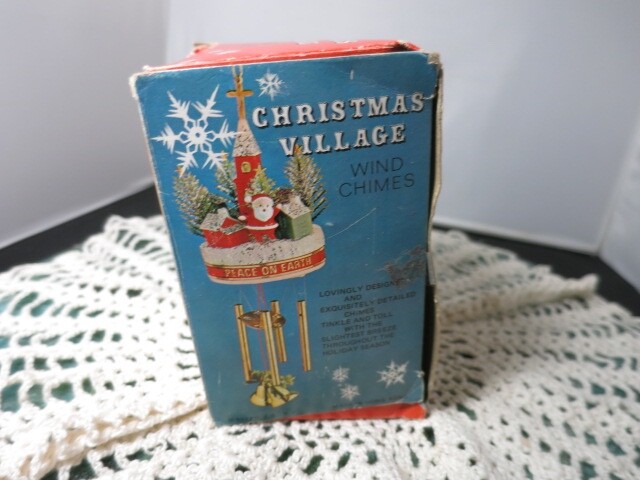 CHRISTMAS
VILLAGE
WIND
CHIMES
PEACE ON EARTH
LOVINGLY DESIGNED
AND
EXQUISITELY DETAILED
CHIMES
TINKLE AND TOLL
WITH THE
SLIGHTEST BREEZE
THROUGHOUT THE
HOLIDAY SEASON